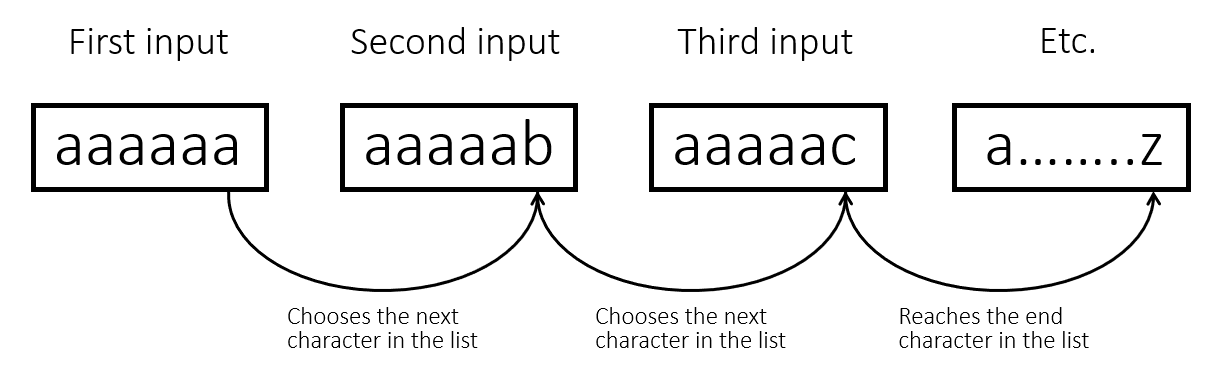 First input
Second input
Third input
Etc.
aaaaaa
aaaaab
aaaaac
a........z
Chooses the next
character in the list
Chooses the next
character in the list
Reaches the end
character in the list